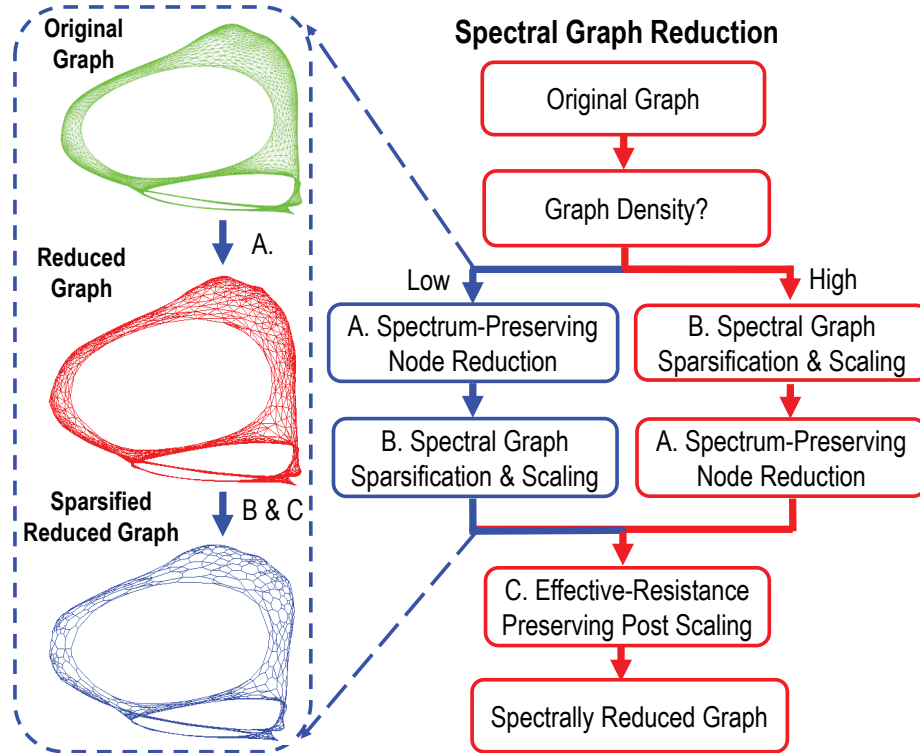 Original
Graph
A.
Reduced
Graph
Sparsified
Reduced Graph
B & C
Spectral Graph Reduction
Original Graph
Graph Density?
Low
High
A. Spectrum-Preserving
Node Reduction
B. Spectral Graph
Sparsification & Scaling
B. Spectral Graph
Sparsification & Scaling
A. Spectrum-Preserving
Node Reduction
C. Effective-Resistance
Preserving Post Scaling
Spectrally Reduced Graph